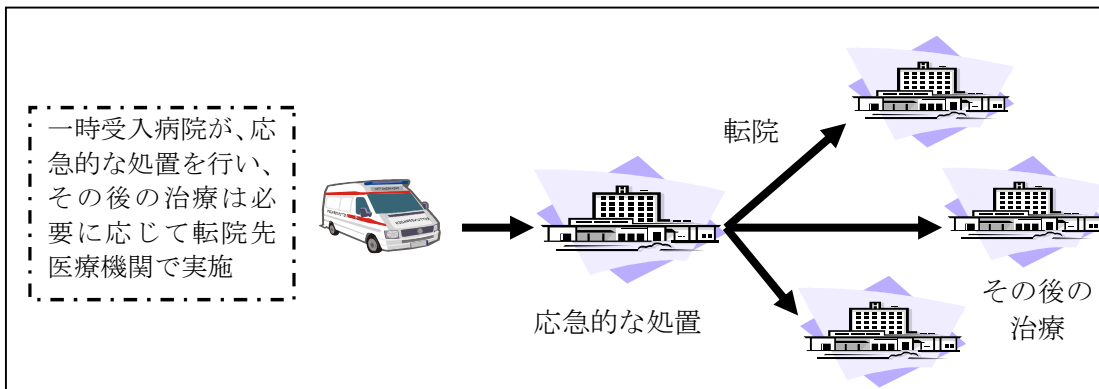 一時受入病院が、応
急的な処置を行い、
その後の治療は必
要に応じて転院先
医療機関で実施
転院
応急的な処置
その後の
治療